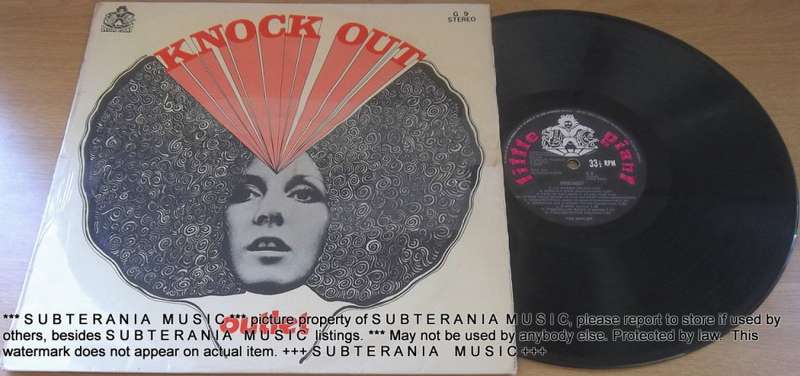 KNOCK OUT
G 9
STEREO
little giant
33⅓ RPM
outlet
*** S U B T E R A N I A M U S I C *** picture property of S U B T E R A N I A M U S I C, please report to store if used by
others, besides S U B T E R A N I A M U S I C listings. *** May not be used by anybody else. Protected by law. This
watermark does not appear on actual item. +++ S U B T E R A N I A M U S I C +++